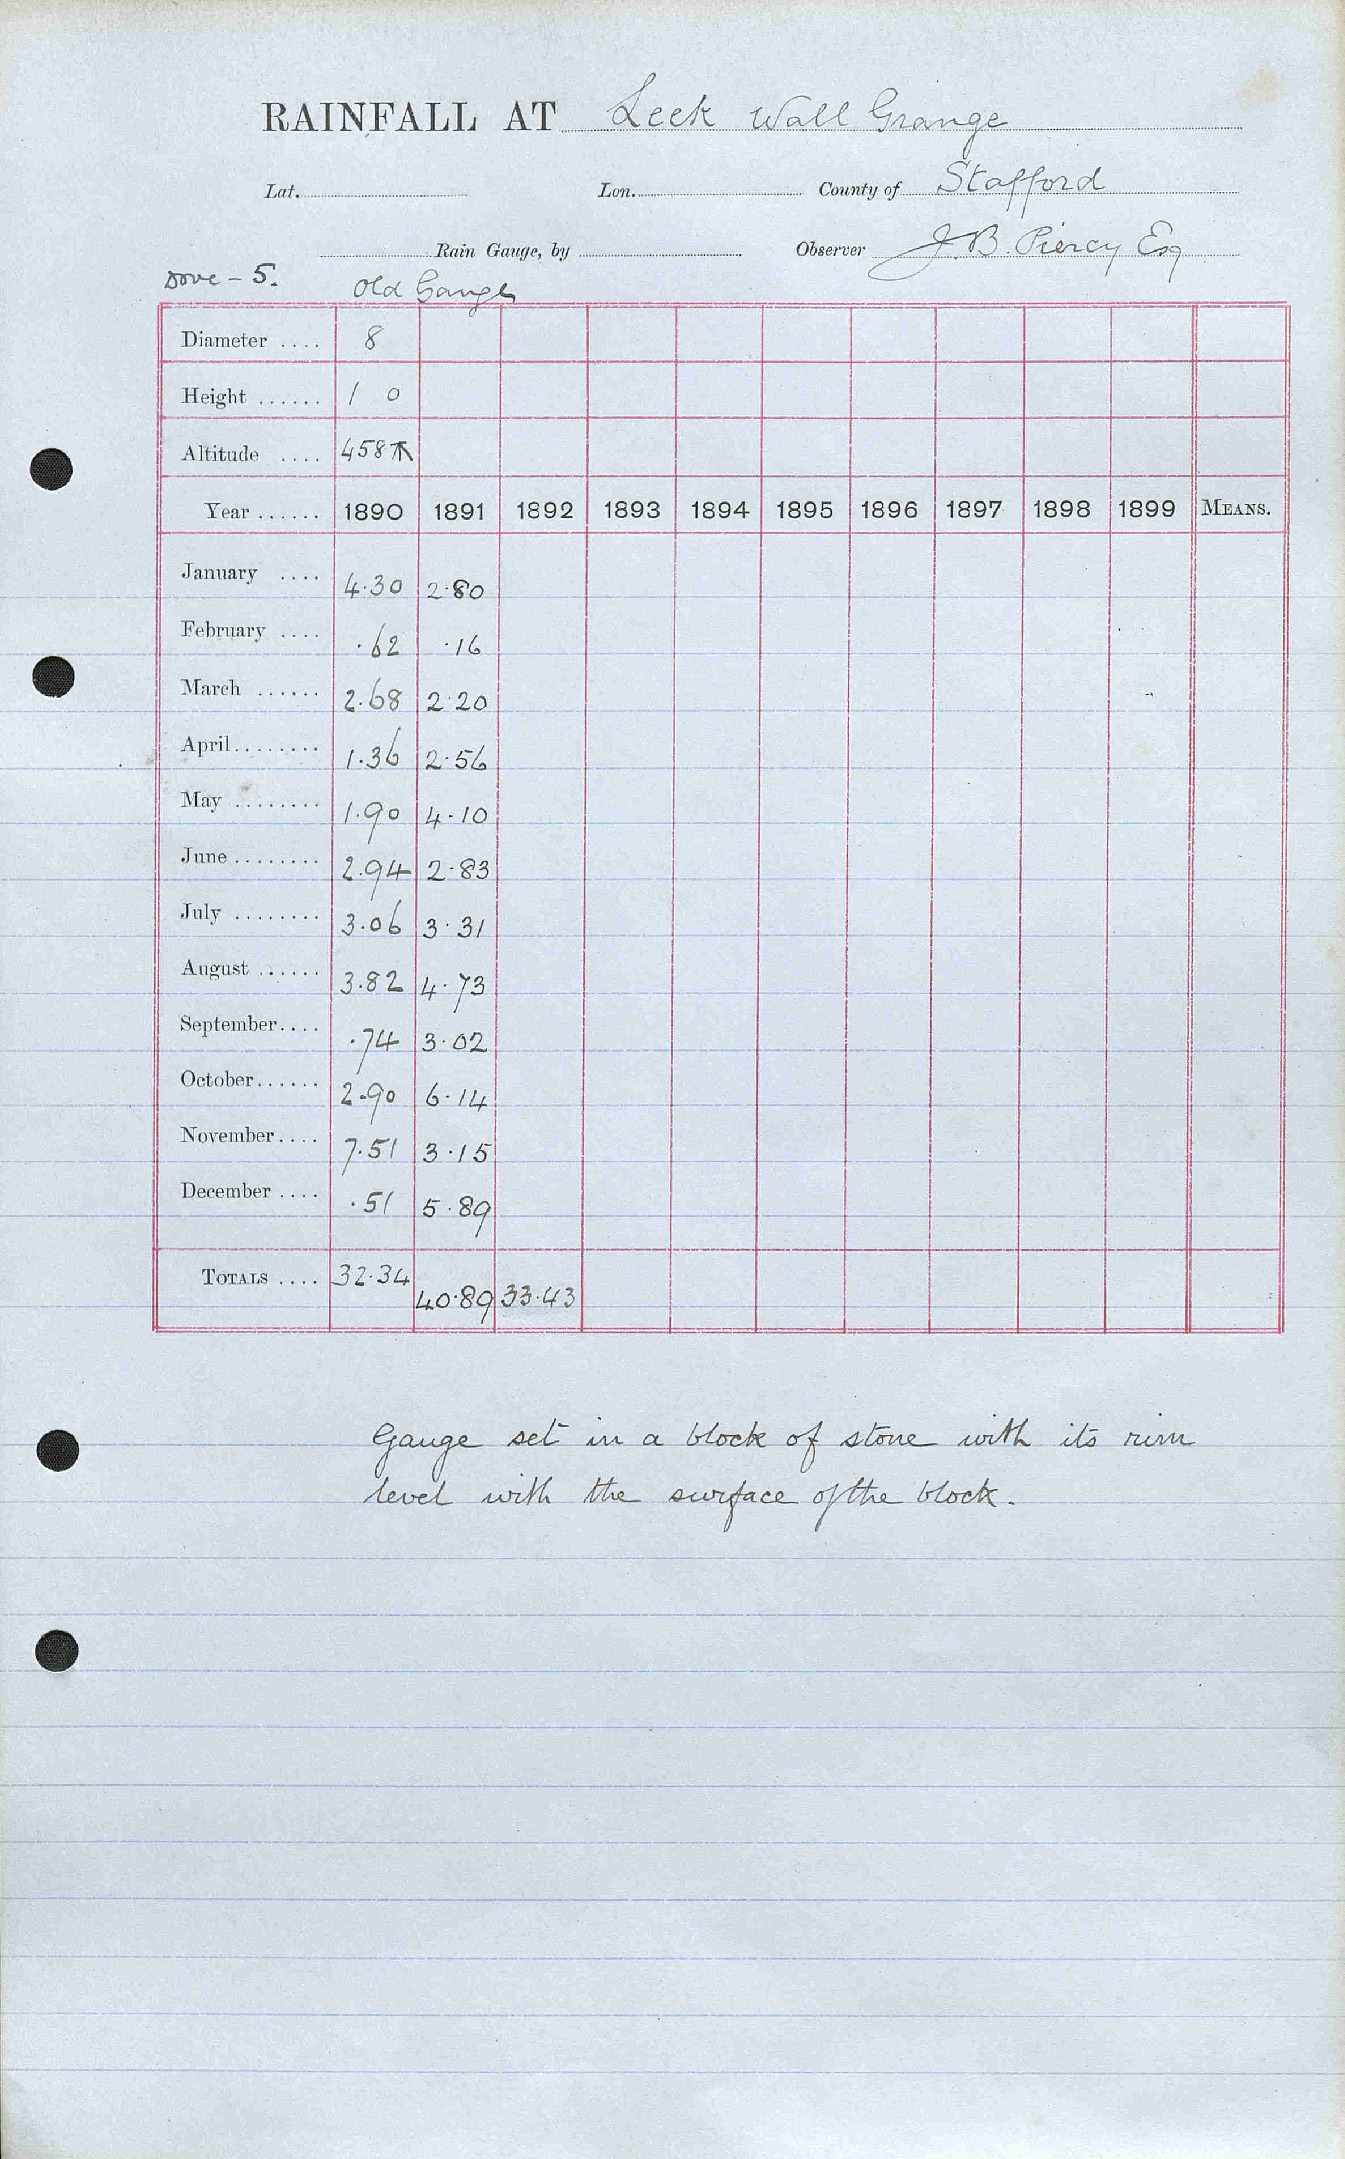 RAINFALL AT Leek Wall Grange
Lat. Lon. County of Stafford
Rain Gauge, by Observer J.B. Piercy Esq
Dove - 5. Old Gauge
Diameter .... 8
Height ...... 1 0
Altitude .... 458
Year ...... 1890 1891 1892 1893 1894 1895 1896 1897 1898 1899 MEANS.
January .... 4.30 2.80
February .... .62 .16
March ...... 2.68 2.20
April........ 1.36 2.56
May ........ 1.90 4.10
June........ 2.94 2.83
July ........ 3.06 3.31
August ...... 3.82 4.73
September.... .74 3.02
October...... 2.90 6.14
November.... 7.51 3.15
December .... .51 5.89
TOTALS .... 32.34 40.89 33.43
Gauge set in a block of stone with its rim
level with the surface of the block.